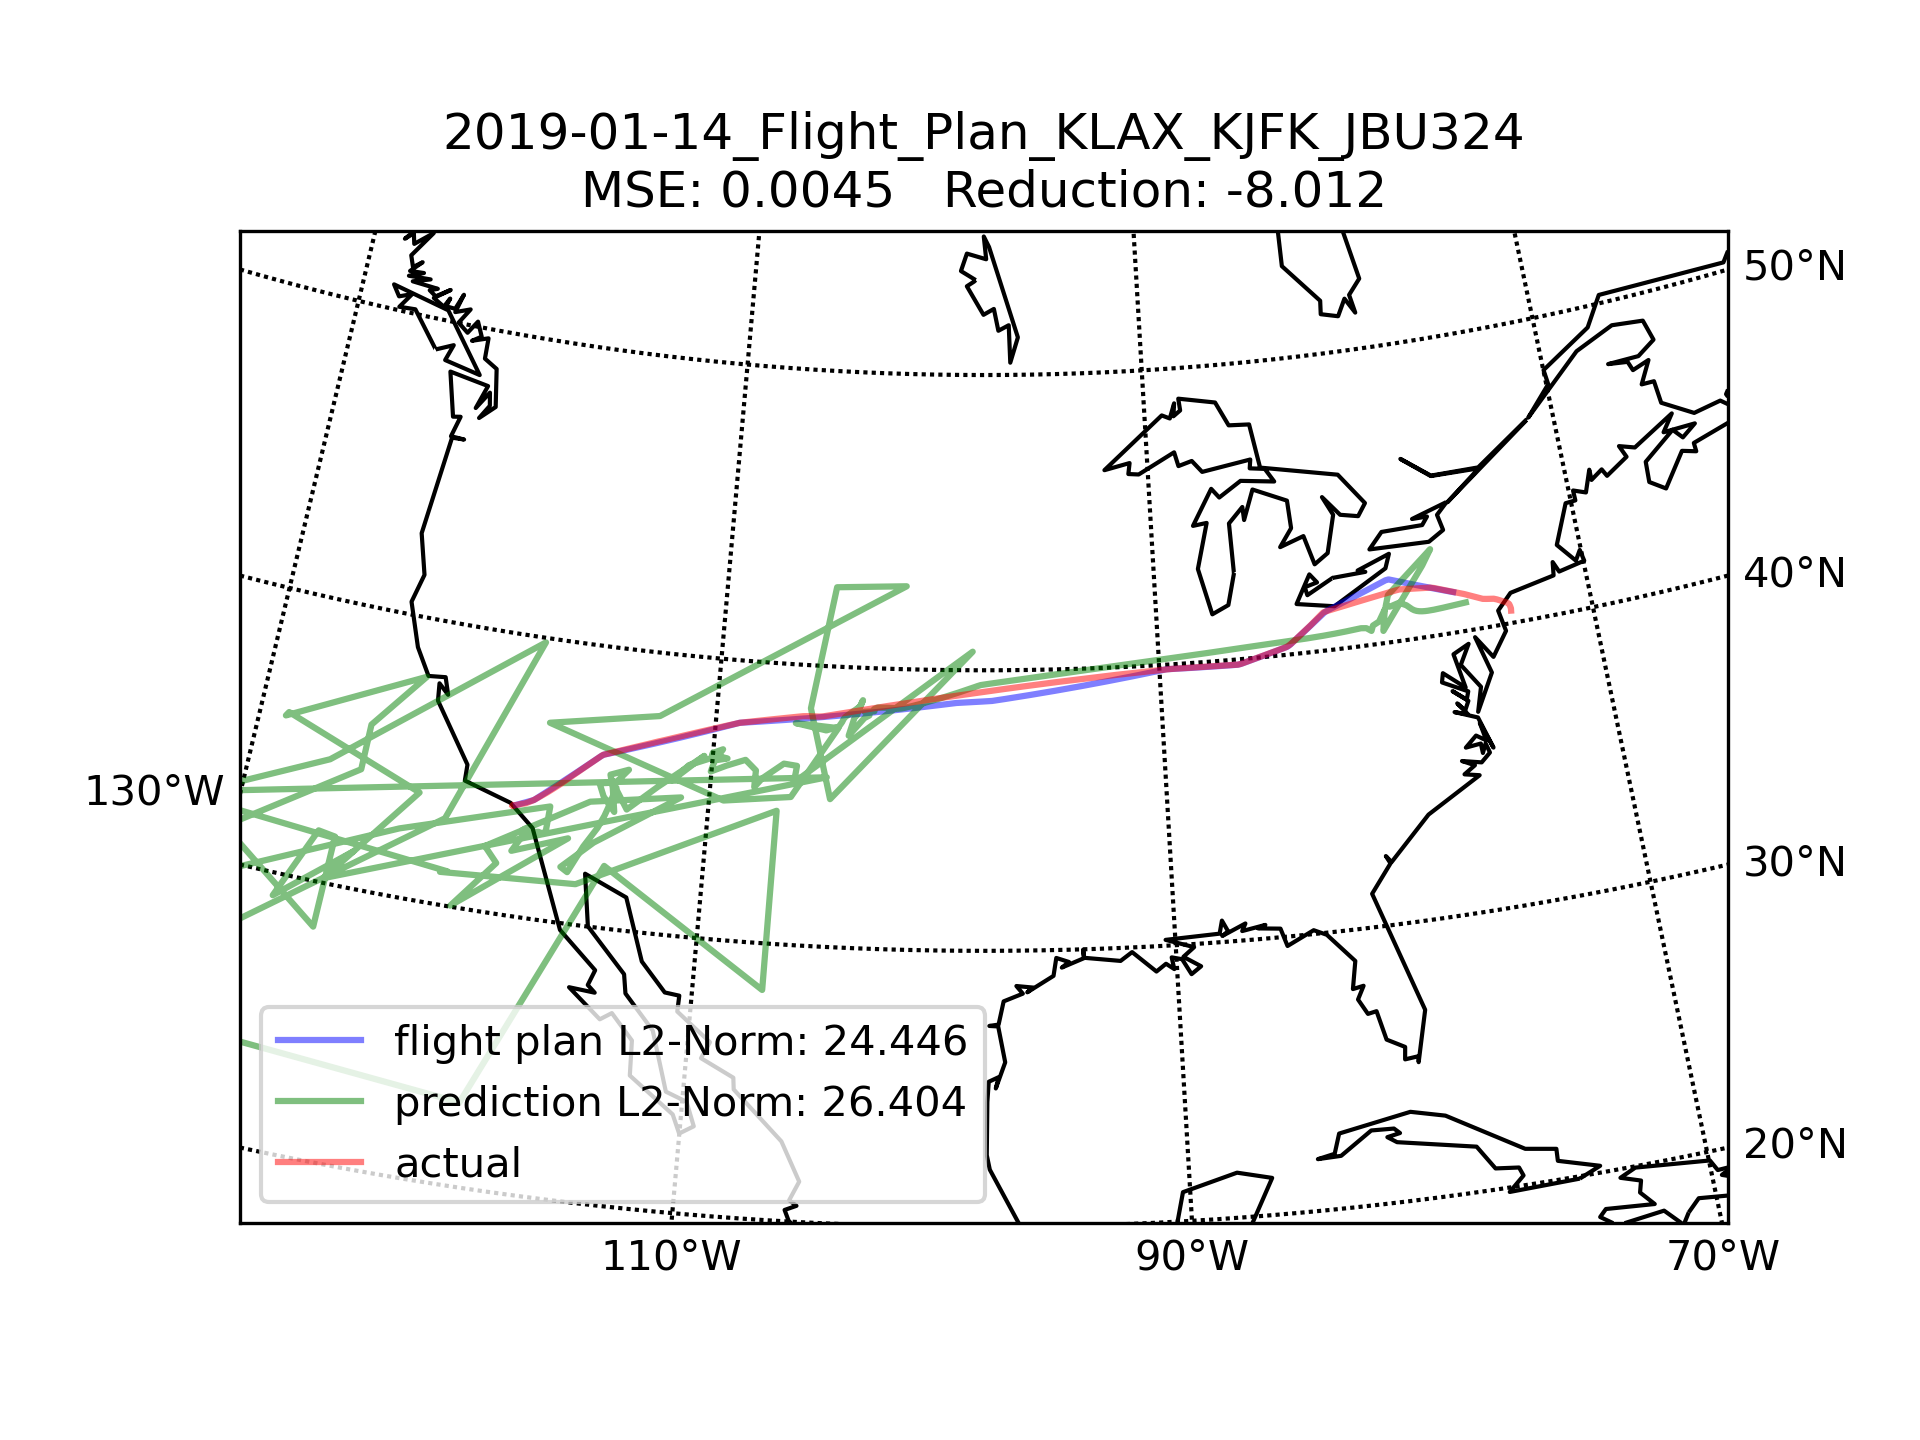 2019-01-14_Flight_Plan_KLAX_KJFK_JBU324
MSE: 0.0045   Reduction: -8.012
50°N
40°N
130°W
30°N
flight plan L2-Norm: 24.446
prediction L2-Norm: 26.404
20°N
actual
110°W
90°W
70°W